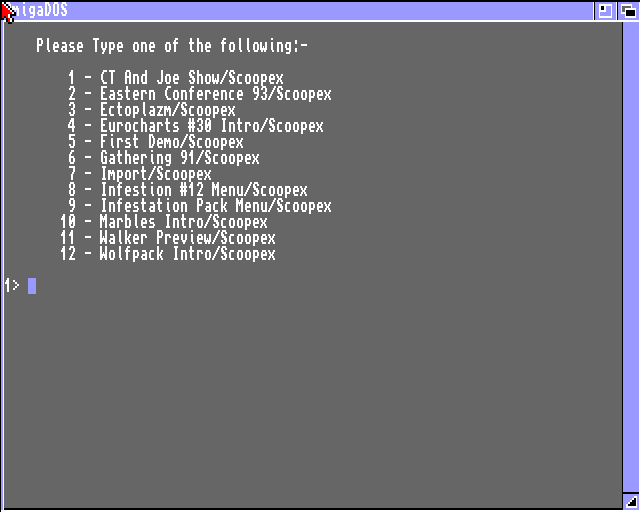 migaDOS
Please Type one of the following:-
1 - CT And Joe Show/Scoopex
2 - Eastern Conference 93/Scoopex
3 - Ectoplazm/Scoopex
4 - Eurocharts #30 Intro/Scoopex
5 - First Demo/Scoopex
6 - Gathering 91/Scoopex
7 - Import/Scoopex
8 - Infestion #12 Menu/Scoopex
9 - Infestation Pack Menu/Scoopex
10 - Marbles Intro/Scoopex
11 - Walker Preview/Scoopex
12 - Wolfpack Intro/Scoopex
1>